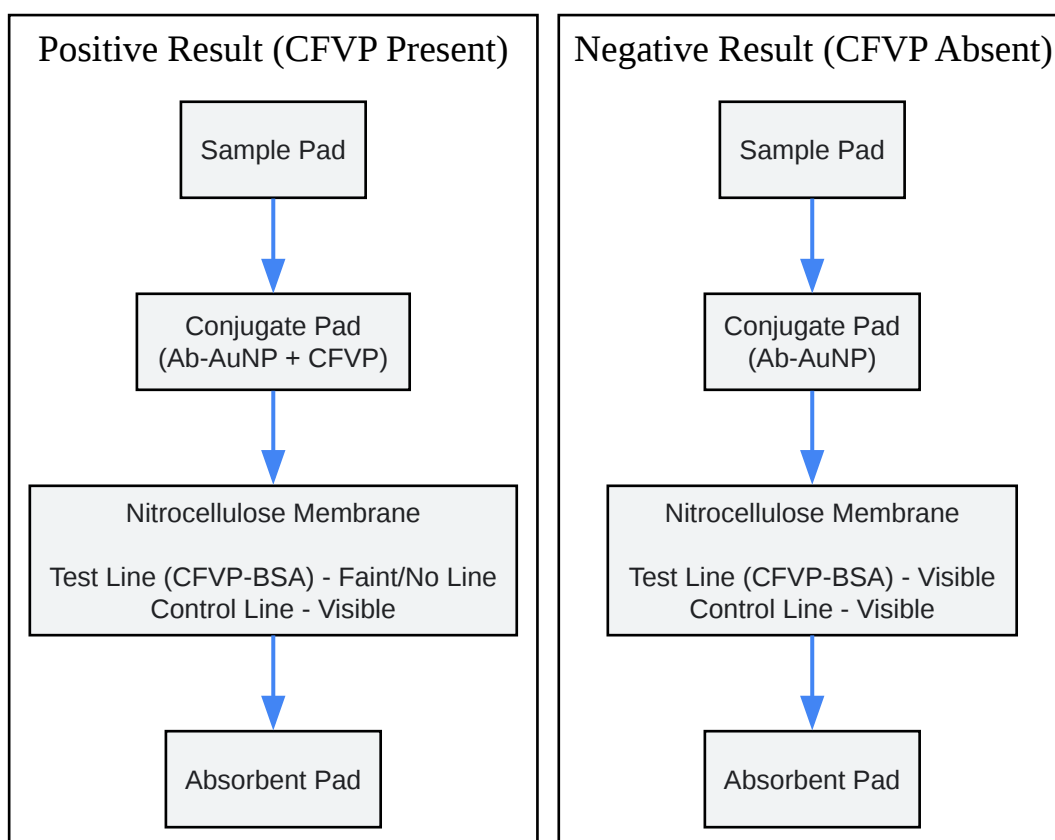 Positive Result (CFVP Present)
Sample Pad
Conjugate Pad
(Ab-AuNP + CFVP)
Nitrocellulose Membrane
Test Line (CFVP-BSA) - Faint/No Line
Control Line - Visible
Absorbent Pad
Negative Result (CFVP Absent)
Sample Pad
Conjugate Pad
(Ab-AuNP)
Nitrocellulose Membrane
Test Line (CFVP-BSA) - Visible
Control Line - Visible
Absorbent Pad